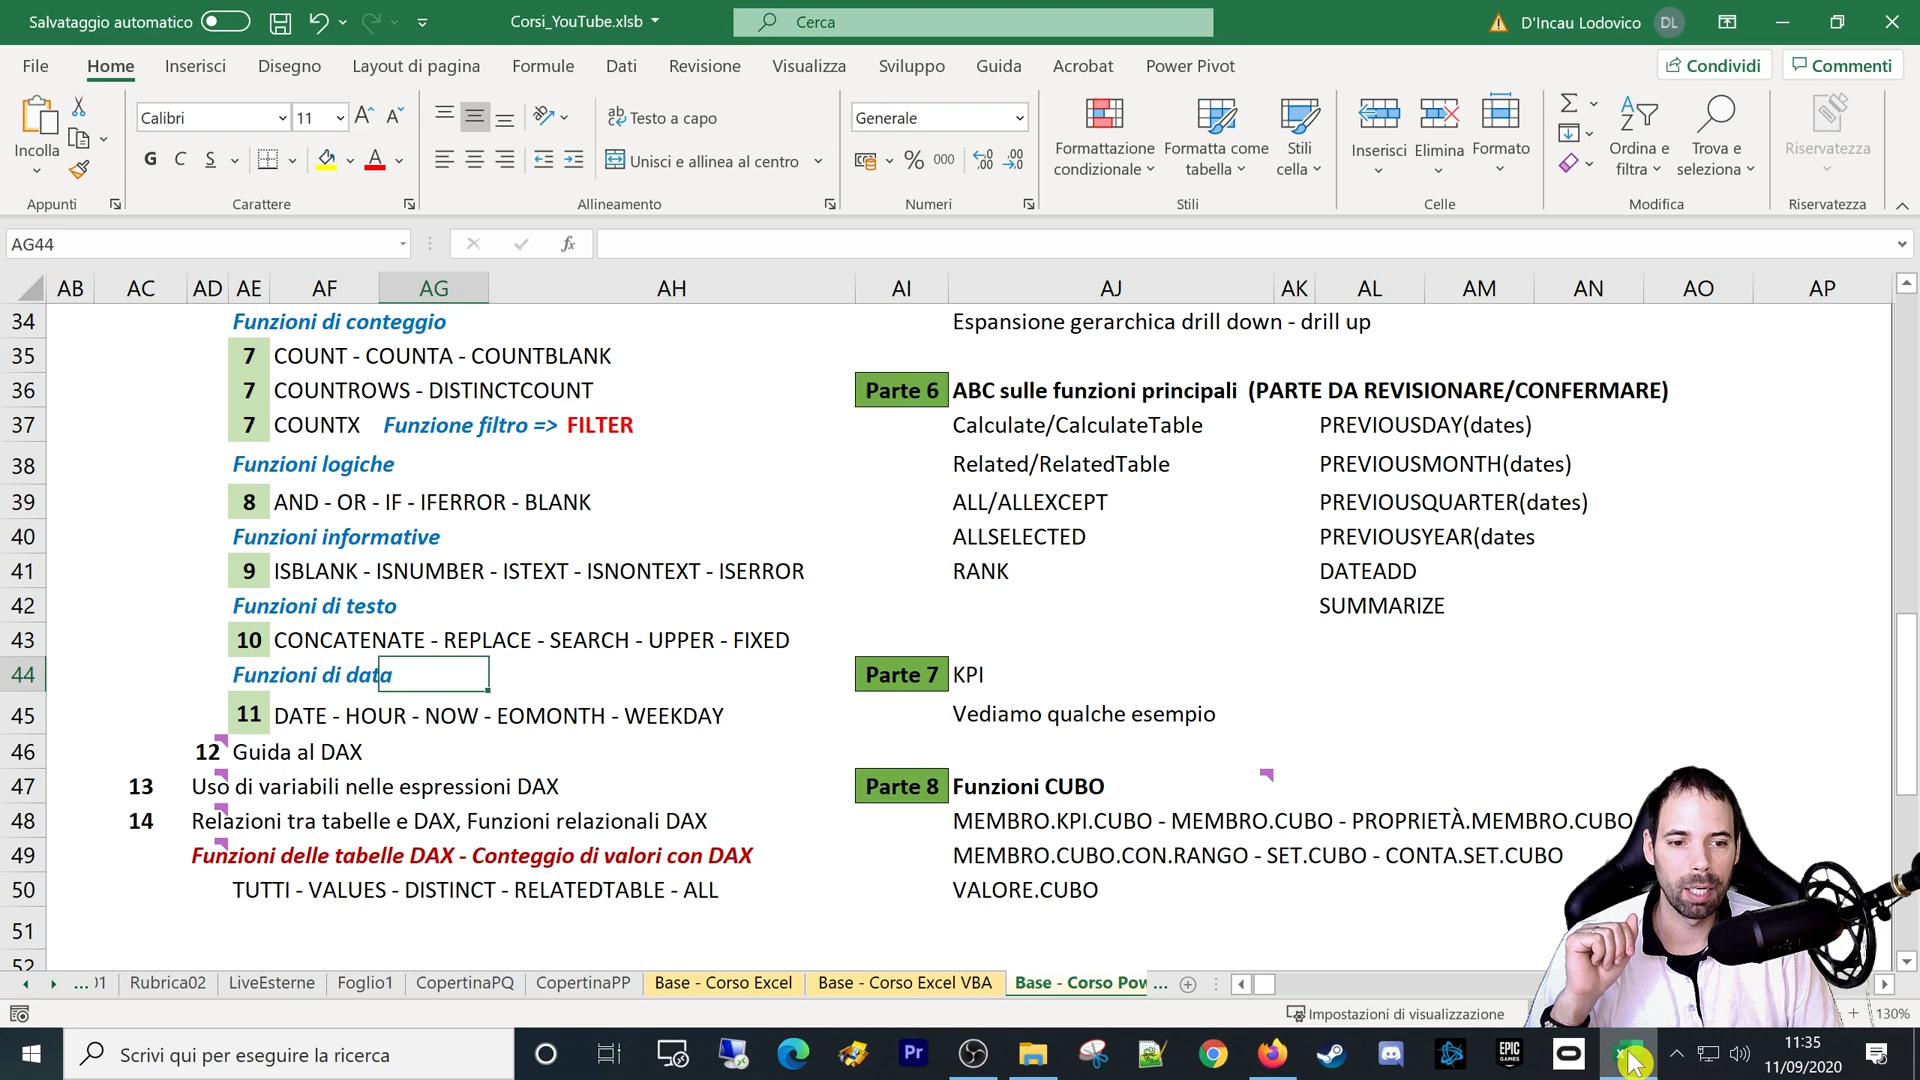 Salvataggio automatico
Corsi_YouTube.xlsb
Cerca
D'Incau Lodovico
DL
File
Home
Inserisci
Disegno
Layout di pagina
Formule
Dati
Revisione
Visualizza
Sviluppo
Guida
Acrobat
Power Pivot
Condividi
Commenti
Incolla
Calibri
11
G C S
Testo a capo
Unisci e allinea al centro
Generale
% 000
Formattazione condizionale
Formatta come tabella
Stili cella
Inserisci
Elimina
Formato
Ordina e filtra
Trova e seleziona
Riservatezza
Appunti
Carattere
Allineamento
Numeri
Stili
Celle
Modifica
Riservatezza
AG44
fx
AB AC AD AE AF AG AH AI AJ AK AL AM AN AO AP
34 Funzioni di conteggio Espansione gerarchica drill down - drill up
35 7 COUNT - COUNTA - COUNTBLANK
36 7 COUNTROWS - DISTINCTCOUNT Parte 6 ABC sulle funzioni principali (PARTE DA REVISIONARE/CONFERMARE)
37 7 COUNTX Funzione filtro => FILTER Calculate/CalculateTable PREVIOUSDAY(dates)
38 Funzioni logiche Related/RelatedTable PREVIOUSMONTH(dates)
39 8 AND - OR - IF - IFERROR - BLANK ALL/ALLEXCEPT PREVIOUSQUARTER(dates)
40 Funzioni informative ALLSELECTED PREVIOUSYEAR(dates
41 9 ISBLANK - ISNUMBER - ISTEXT - ISNONTEXT - ISERROR RANK DATEADD
42 Funzioni di testo SUMMARIZE
43 10 CONCATENATE - REPLACE - SEARCH - UPPER - FIXED
44 Funzioni di data Parte 7 KPI
45 11 DATE - HOUR - NOW - EOMONTH - WEEKDAY Vediamo qualche esempio
46 12 Guida al DAX
47 13 Uso di variabili nelle espressioni DAX Parte 8 Funzioni CUBO
48 14 Relazioni tra tabelle e DAX, Funzioni relazionali DAX MEMBRO.KPI.CUBO - MEMBRO.CUBO - PROPRIETÀ.MEMBRO.CUBO
49 Funzioni delle tabelle DAX - Conteggio di valori con DAX MEMBRO.CUBO.CON.RANGO - SET.CUBO - CONTA.SET.CUBO
50 TUTTI - VALUES - DISTINCT - RELATEDTABLE - ALL VALORE.CUBO
51
52
... Rubrica02 LiveEsterne Foglio1 CopertinaPQ CopertinaPP Base - Corso Excel Base - Corso Excel VBA Base - Corso Pow ...
Impostazioni di visualizzazione
130%
Scrivi qui per eseguire la ricerca
Pr
EPIC GAMES
11:35
11/09/2020